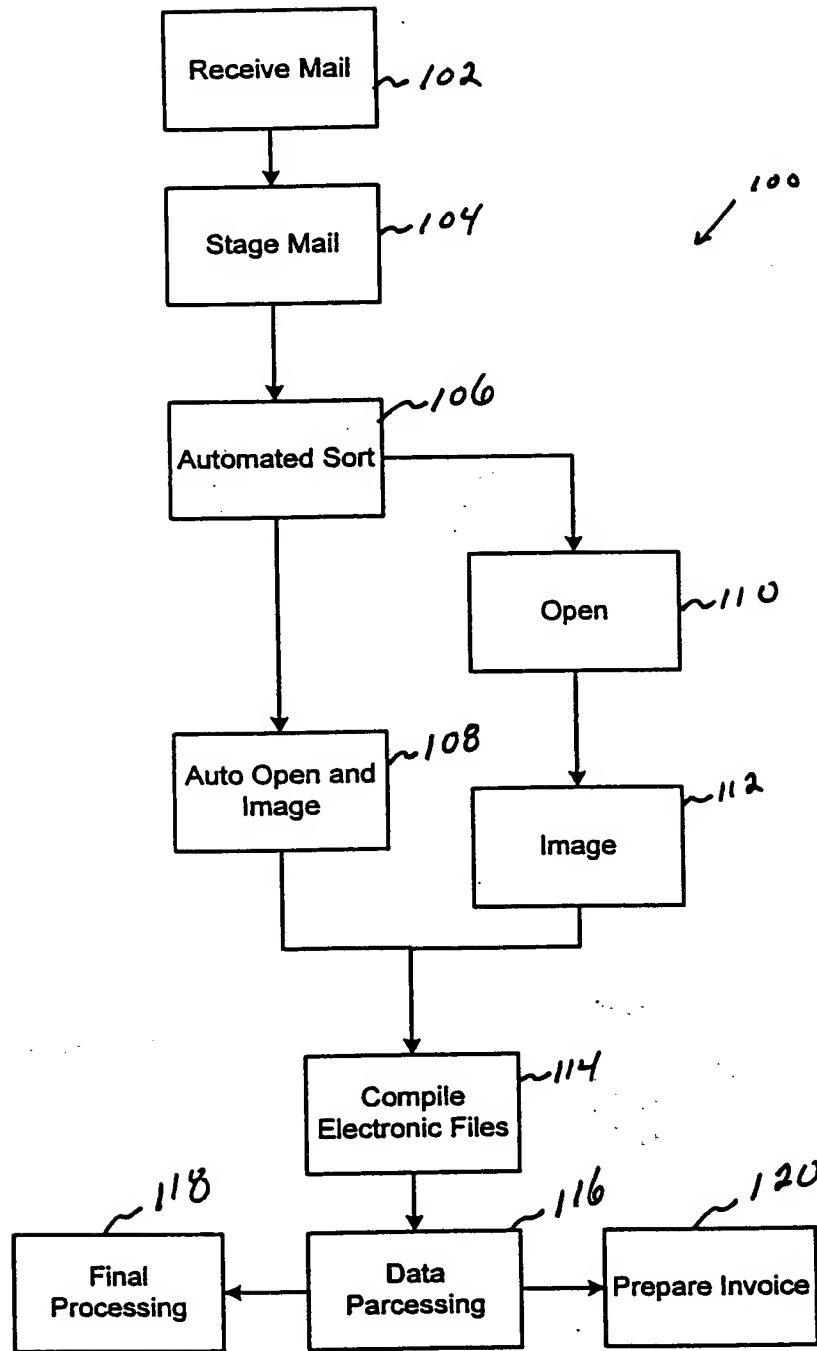 Receive Mail
102
Stage Mail
104
100
Automated Sort
106
Open
110
Auto Open and
Image
108
Image
112
Compile
Electronic Files
114
Final
Processing
118
Data
Parcessing
116
Prepare Invoice
120